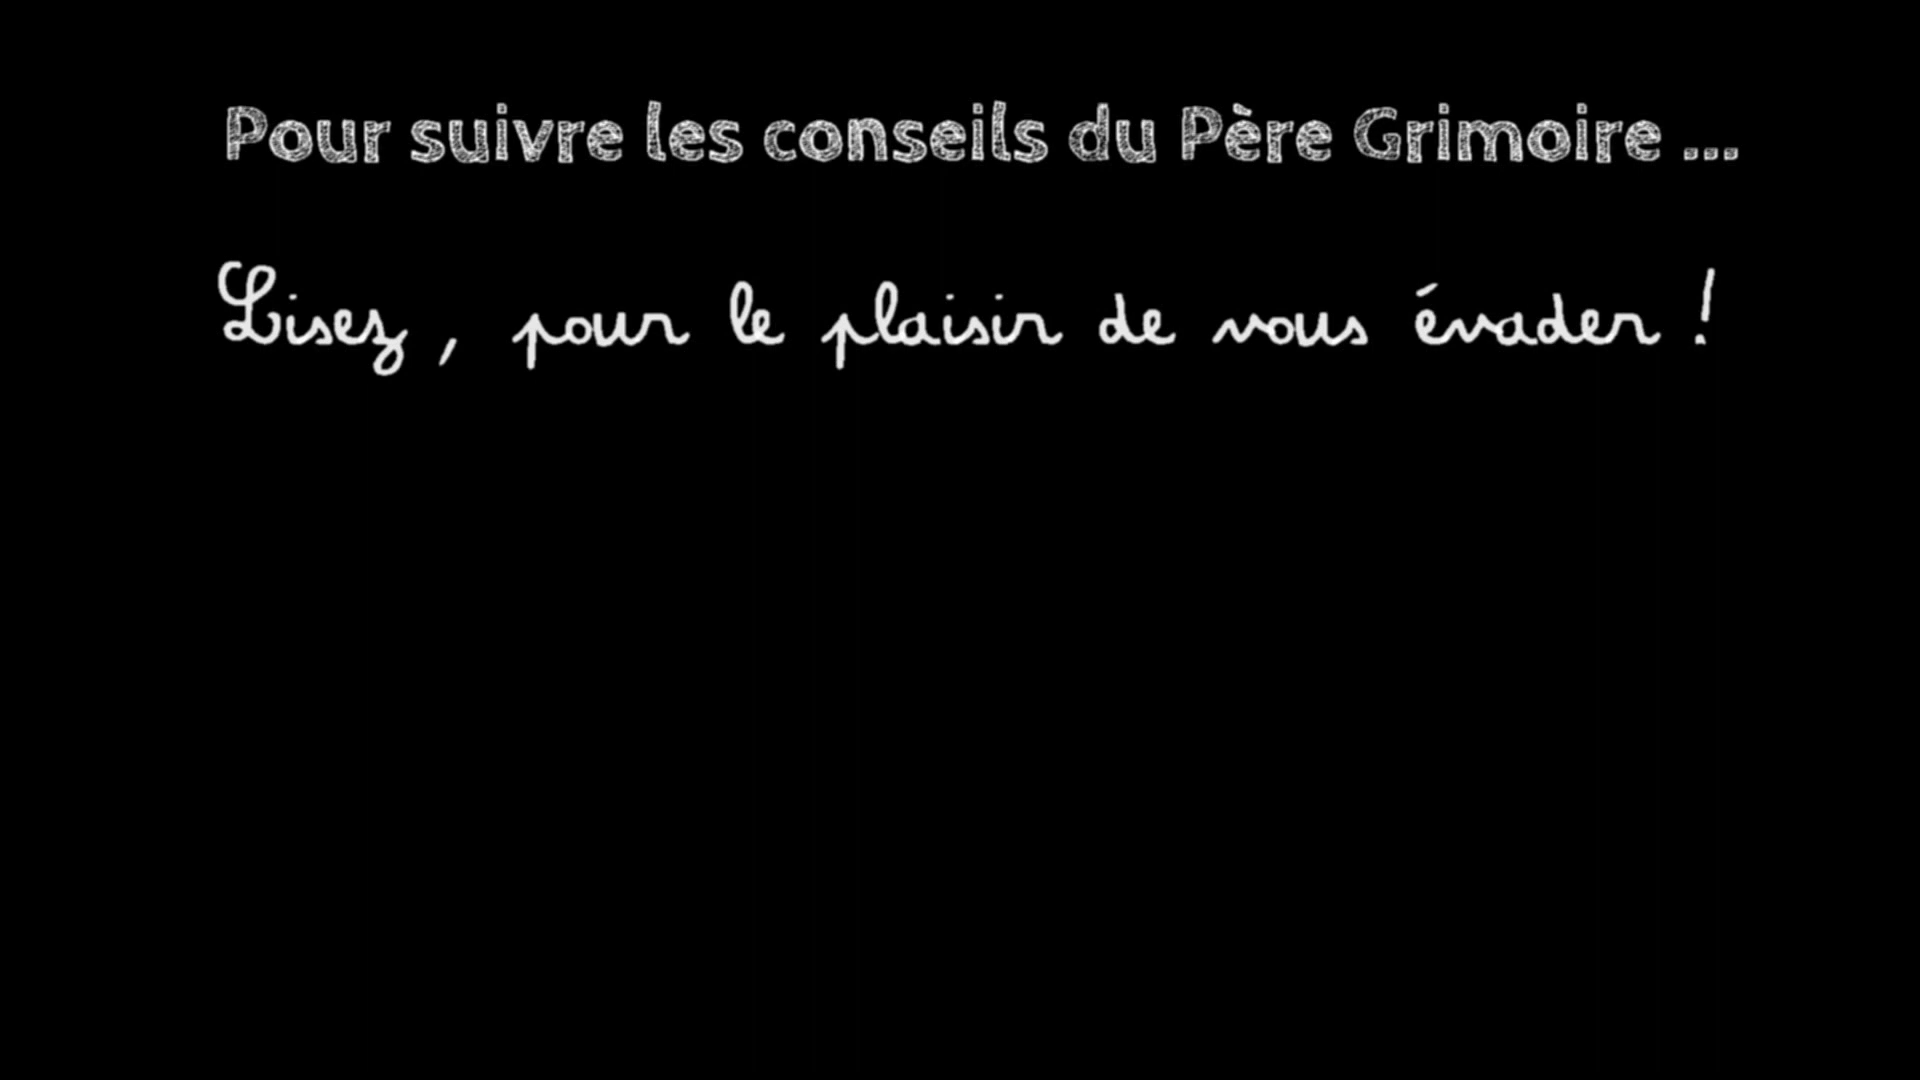 Pour suivre les conseils du Père Grimoire ...
Lisez , pour le plaisir de vous évader !